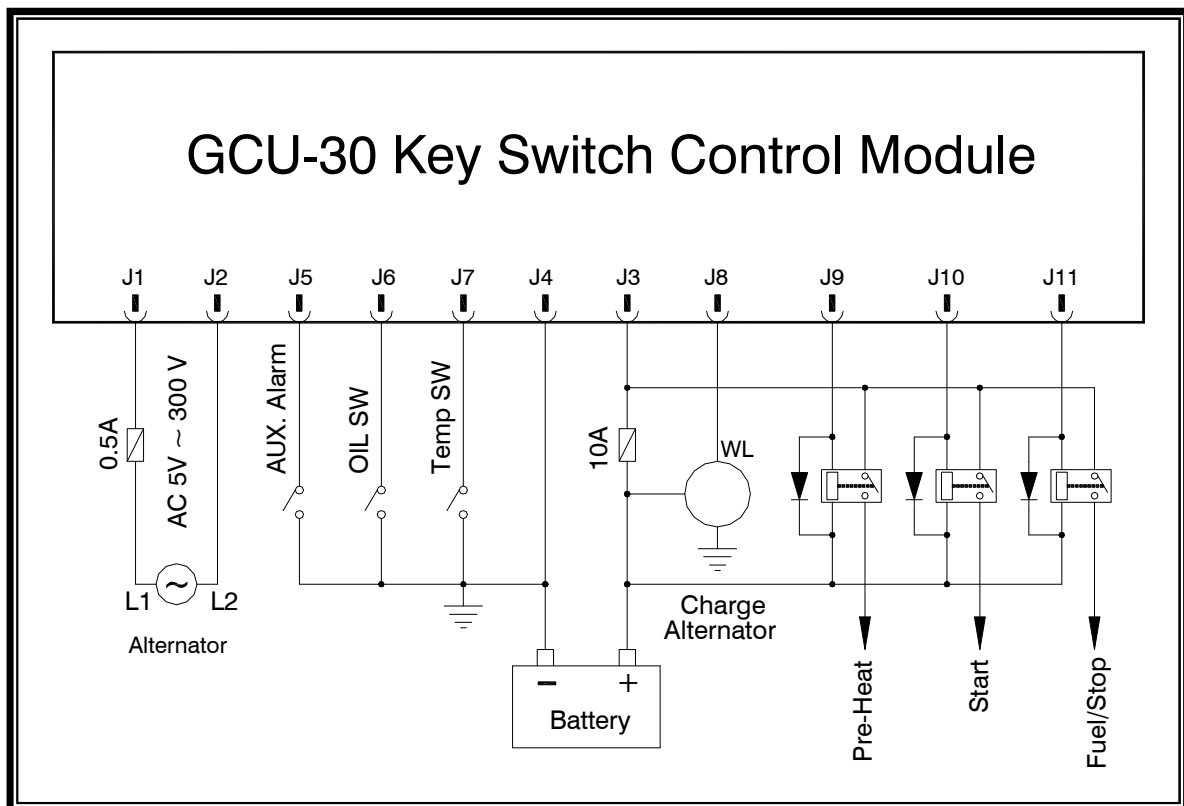 GCU-30 Key Switch Control Module
J1
J2
J5
J6
J7
J4
J3
J8
J9
J10
J11
0.5A
AC 5V ~ 300 V
AUX. Alarm
OIL SW
Temp SW
10A
WL
~
L1
L2
Alternator
Charge
Alternator
− +
Battery
Pre-Heat
Start
Fuel/Stop